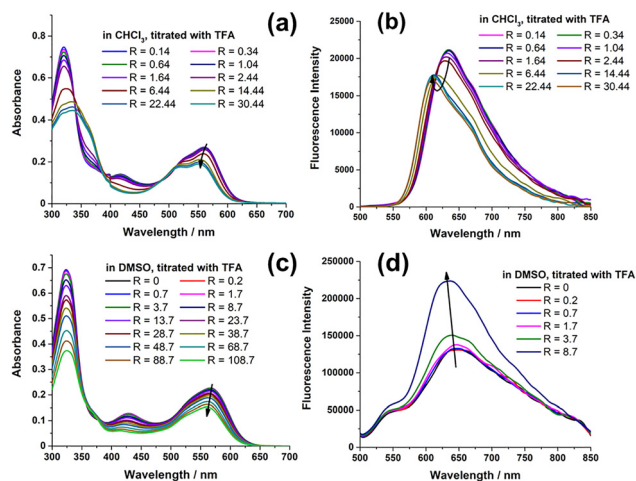 (a)
in CHCl3, titrated with TFA
R = 0.14 R = 0.34
R = 0.64 R = 1.04
R = 1.64 R = 2.44
R = 6.44 R = 14.44
R = 22.44 R = 30.44
Absorbance
0.8
0.6
0.4
0.2
0.0
300 350 400 450 500 550 600 650 700
Wavelength / nm
(b)
in CHCl3, titrated with TFA
R = 0.14 R = 0.34
R = 0.64 R = 1.04
R = 1.64 R = 2.44
R = 6.44 R = 14.44
R = 22.44 R = 30.44
Fluorescence Intensity
25000
20000
15000
10000
5000
0
500 550 600 650 700 750 800 850
Wavelength / nm
in DMSO, titrated with TFA
(c)
R = 0 R = 0.2
R = 0.7 R = 1.7
R = 3.7 R = 8.7
R = 13.7 R = 23.7
R = 28.7 R = 38.7
R = 48.7 R = 68.7
R = 88.7 R = 108.7
Absorbance
0.7
0.6
0.5
0.4
0.3
0.2
0.1
0.0
300 350 400 450 500 550 600 650 700
Wavelength / nm
(d)
in DMSO, titrated with TFA
R = 0
R = 0.2
R = 0.7
R = 1.7
R = 3.7
R = 8.7
Fluorescence Intensity
250000
200000
150000
100000
50000
0
500 550 600 650 700 750 800 850
Wavelength / nm